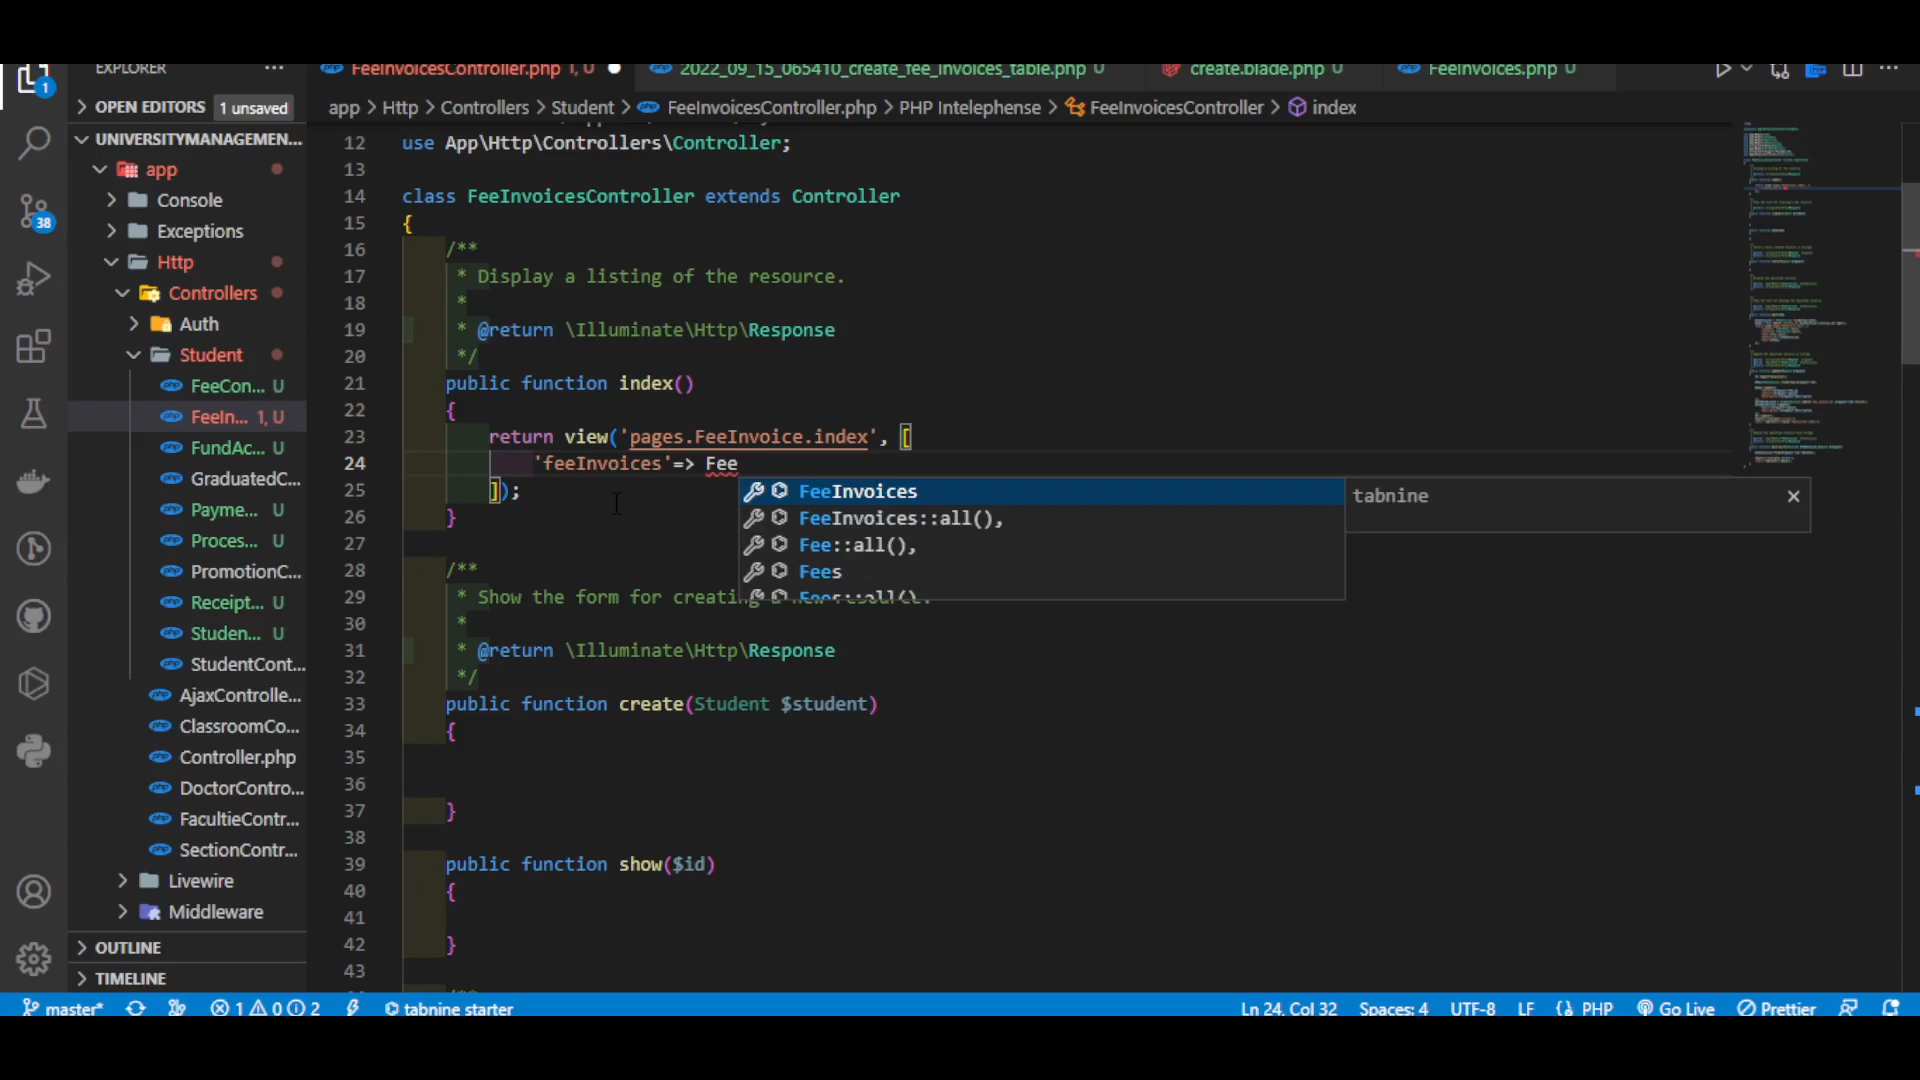 EXPLORER
FeeInvoicesController.php 1, U
2022_09_15_065410_create_fee_invoices_table.php U
create.blade.php U
FeeInvoices.php U
1
OPEN EDITORS 1 unsaved
app > Http > Controllers > Student > FeeInvoicesController.php > PHP Intelephense > FeeInvoicesController > index
UNIVERSITYMANAGEMEN...
app
Console
38
Exceptions
Http
Controllers
Auth
Student
FeeCon... U
FeeIn... 1, U
FundAc... U
GraduatedC...
Payme... U
Proces... U
PromotionC...
Receipt... U
Studen... U
StudentCont...
AjaxControlle...
ClassroomCo...
Controller.php
DoctorContro...
FacultieContr...
SectionContr...
Livewire
Middleware
OUTLINE
TIMELINE
12 use App\Http\Controllers\Controller;
13
14 class FeeInvoicesController extends Controller
15 {
16 /**
17 * Display a listing of the resource.
18 *
19 * @return \Illuminate\Http\Response
20 */
21 public function index()
22 {
23 return view('pages.FeeInvoice.index', [
24 'feeInvoices'=> Fee
25 ]);
26 }
27
28 /**
29 * Show the form for creating a new resource.
30 *
31 * @return \Illuminate\Http\Response
32 */
33 public function create(Student $student)
34 {
35
36
37 }
38
39 public function show($id)
40 {
41
42 }
43
FeeInvoices
FeeInvoices::all(),
Fee::all(),
Fees
Fees::all(),
tabnine
master* 1 0 2 tabnine starter
Ln 24, Col 32 Spaces: 4 UTF-8 LF {} PHP Go Live Prettier